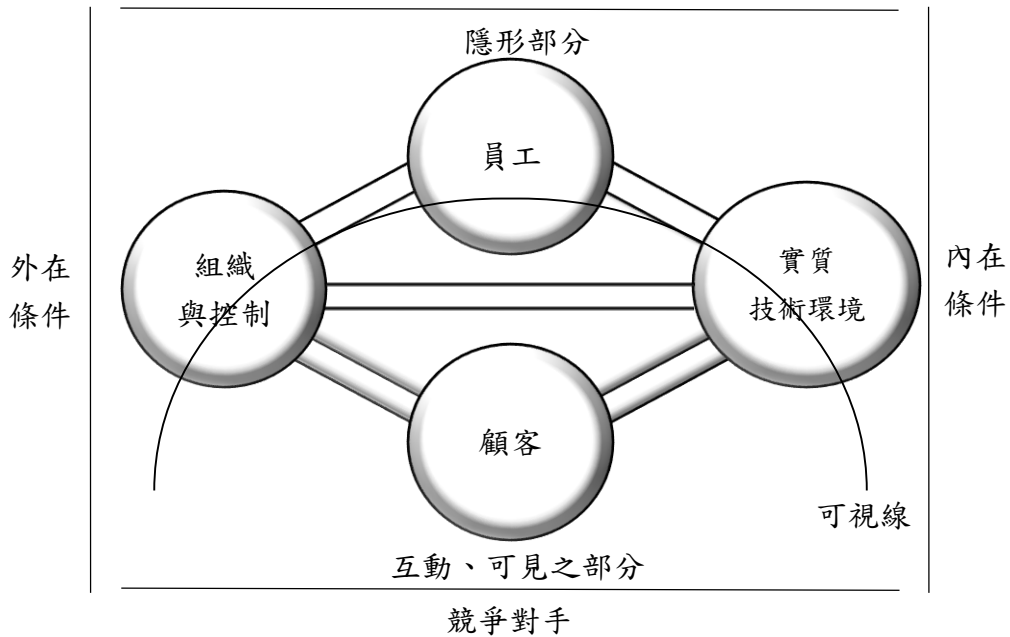 隱形部分
員工
組織
與控制
實質
技術環境
外在
條件
內在
條件
顧客
可視線
互動、可見之部分
競爭對手